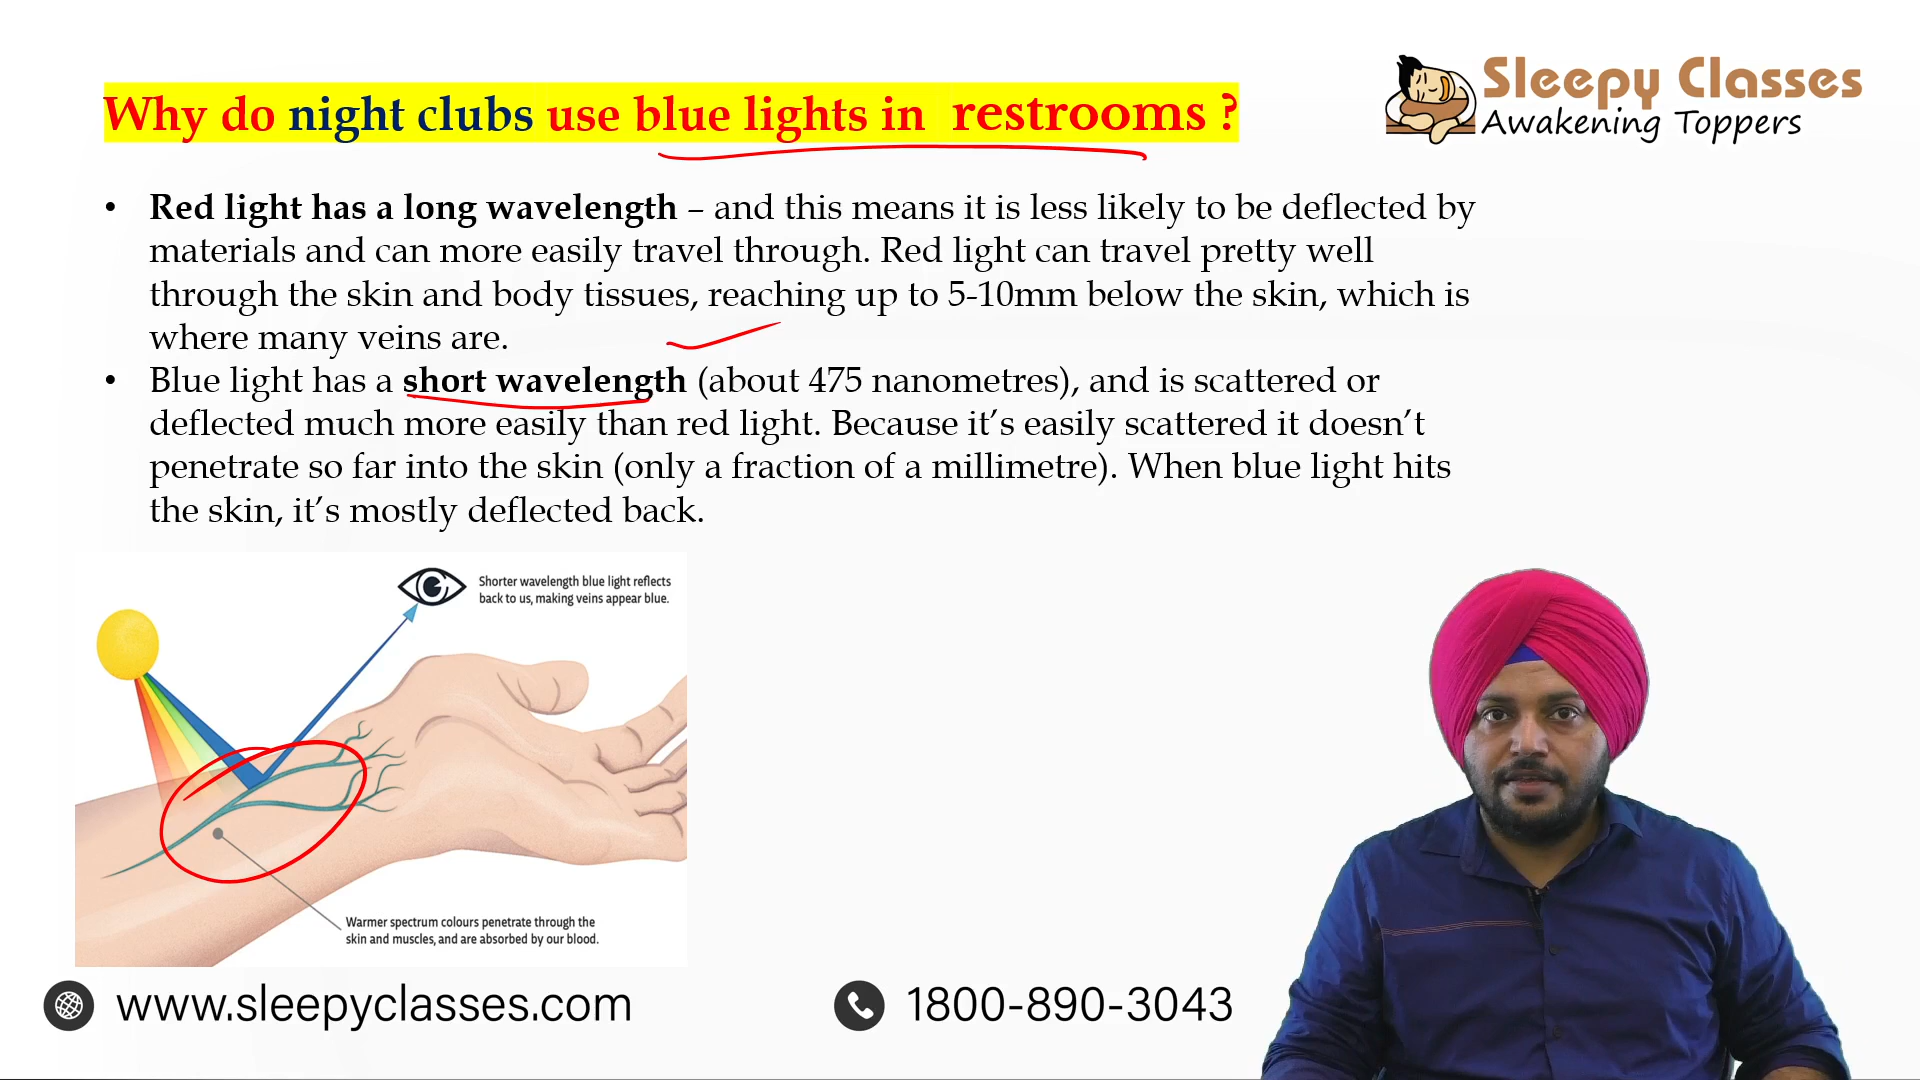 Why do night clubs use blue lights in restrooms ?
Sleepy Classes
Awakening Toppers
• Red light has a long wavelength – and this means it is less likely to be deflected by
materials and can more easily travel through. Red light can travel pretty well
through the skin and body tissues, reaching up to 5-10mm below the skin, which is
where many veins are.
• Blue light has a short wavelength (about 475 nanometres), and is scattered or
deflected much more easily than red light. Because it’s easily scattered it doesn’t
penetrate so far into the skin (only a fraction of a millimetre). When blue light hits
the skin, it’s mostly deflected back.
Shorter wavelength blue light reflects
back to us, making veins appear blue.
Warmer spectrum colours penetrate through the
skin and muscles, and are absorbed by our blood.
www.sleepyclasses.com
1800-890-3043